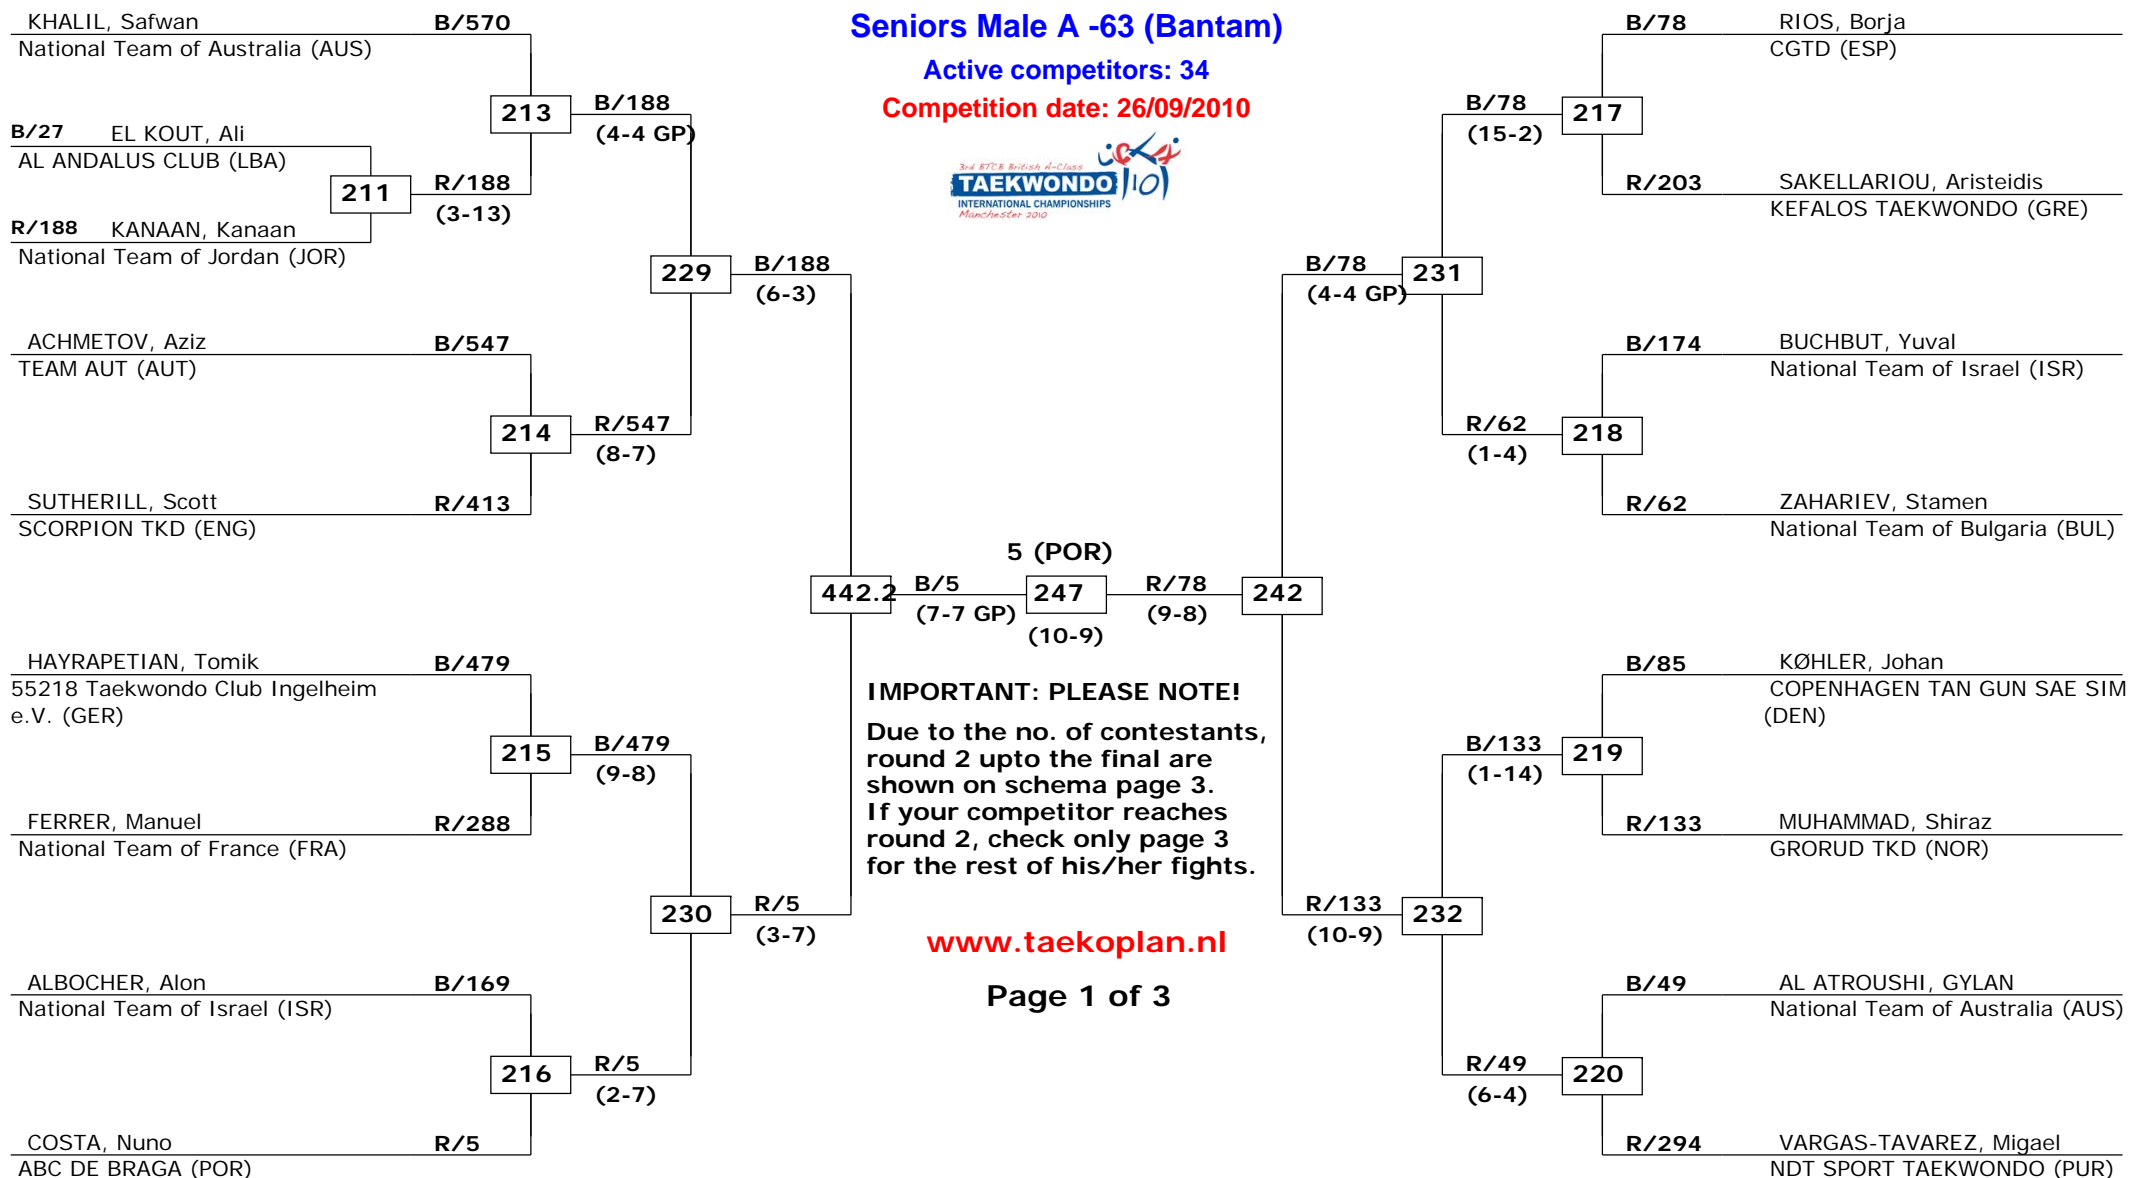 Seniors Male A -63 (Bantam)
Active competitors: 34
Competition date: 26/09/2010
3rd BTCB British A-Class
TAEKWONDO 10
INTERNATIONAL CHAMPIONSHIPS
Manchester 2010
KHALIL, Safwan B/570
National Team of Australia (AUS)
213 B/188
(4-4 GP)
B/27 EL KOUT, Ali
AL ANDALUS CLUB (LBA)
211 R/188
(3-13)
R/188 KANAAN, Kanaan
National Team of Jordan (JOR)
229 B/188
(6-3)
ACHMETOV, Aziz B/547
TEAM AUT (AUT)
214 R/547
(8-7)
SUTHERILL, Scott R/413
SCORPION TKD (ENG)
5 (POR)
442.2 B/5 247 R/78 242
(7-7 GP) (10-9) (9-8)
HAYRAPETIAN, Tomik B/479
55218 Taekwondo Club Ingelheim
e.V. (GER)
215 B/479
(9-8)
FERRER, Manuel R/288
National Team of France (FRA)
230 R/5
(3-7)
ALBOCHER, Alon B/169
National Team of Israel (ISR)
216 R/5
(2-7)
COSTA, Nuno R/5
ABC DE BRAGA (POR)
IMPORTANT: PLEASE NOTE!
Due to the no. of contestants,
round 2 upto the final are
shown on schema page 3.
If your competitor reaches
round 2, check only page 3
for the rest of his/her fights.
www.taekoplan.nl
Page 1 of 3
B/78 RIOS, Borja
CGTD (ESP)
B/78 217
(15-2)
R/203 SAKELLARIOU, Aristeidis
KEFALOS TAEKWONDO (GRE)
B/78 231
(4-4 GP)
B/174 BUCHBUT, Yuval
National Team of Israel (ISR)
R/62 218
(1-4)
R/62 ZAHARIEV, Stamen
National Team of Bulgaria (BUL)
B/85 KØHLER, Johan
COPENHAGEN TAN GUN SAE SIM
(DEN)
B/133 219
(1-14)
R/133 MUHAMMAD, Shiraz
GRORUD TKD (NOR)
R/133 232
(10-9)
B/49 AL ATROUSHI, GYLAN
National Team of Australia (AUS)
R/49 220
(6-4)
R/294 VARGAS-TAVAREZ, Migael
NDT SPORT TAEKWONDO (PUR)